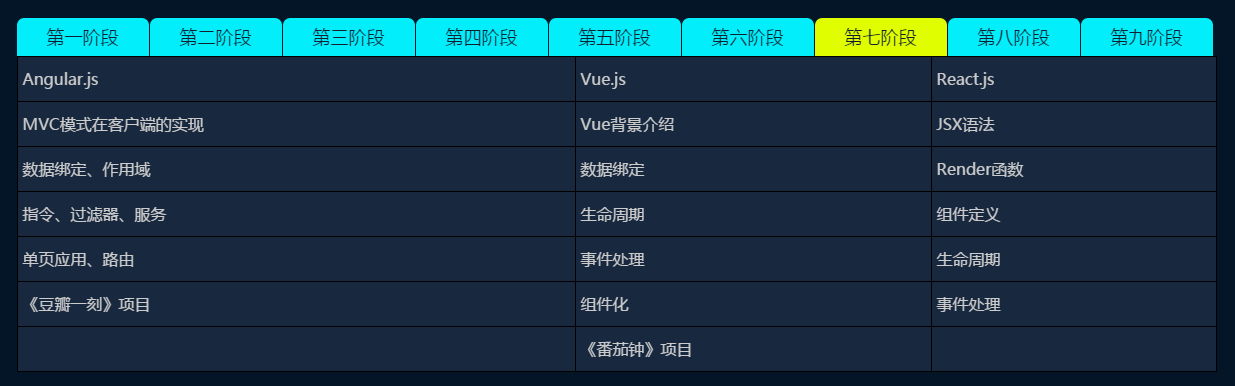 第一阶段 第二阶段 第三阶段 第四阶段 第五阶段 第六阶段 第七阶段 第八阶段 第九阶段
Angular.js Vue.js React.js
MVC模式在客户端的实现 Vue背景介绍 JSX语法
数据绑定、作用域 数据绑定 Render函数
指令、过滤器、服务 生命周期 组件定义
单页应用、路由 事件处理 生命周期
《豆瓣一刻》项目 组件化 事件处理
《番茄钟》项目